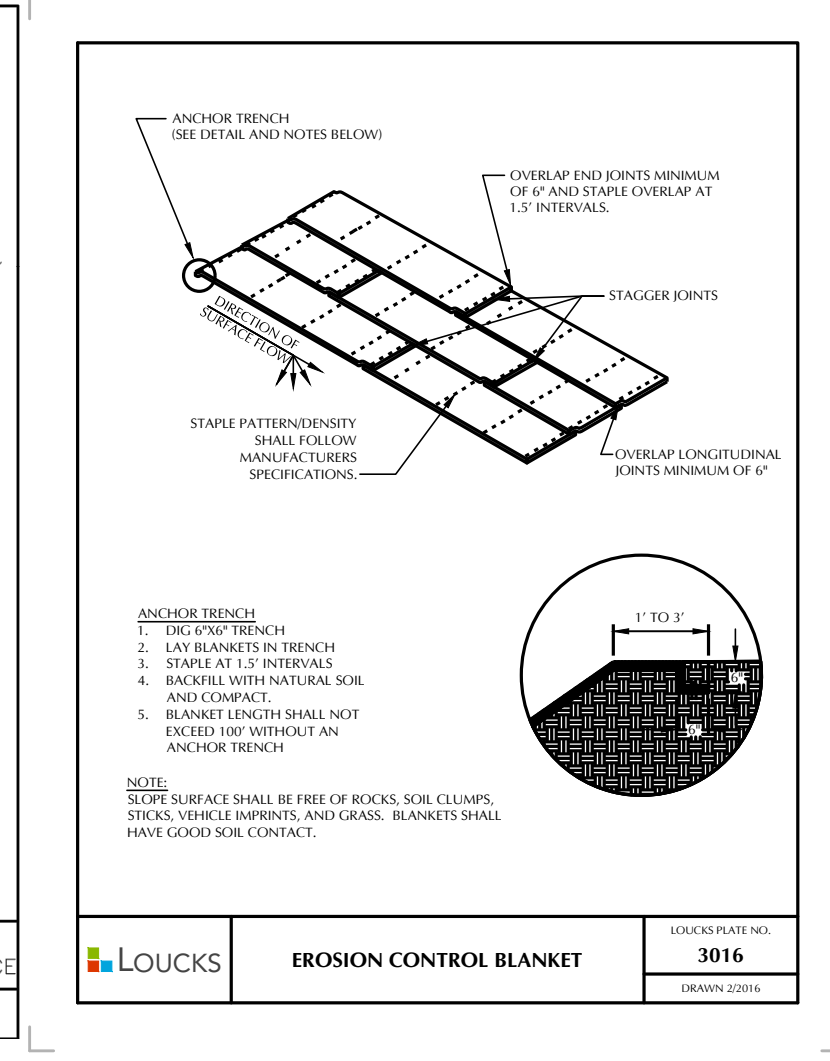 ANCHOR TRENCH
(SEE DETAIL AND NOTES BELOW)
OVERLAP END JOINTS MINIMUM
OF 6" AND STAPLE OVERLAP AT
1.5' INTERVALS.
STAGGER JOINTS
DIRECTION OF
SURFACE FLOW
STAPLE PATTERN/DENSITY
SHALL FOLLOW
MANUFACTURERS
SPECIFICATIONS.
OVERLAP LONGITUDINAL
JOINTS MINIMUM OF 6"
ANCHOR TRENCH
1. DIG 6"X6" TRENCH
2. LAY BLANKETS IN TRENCH
3. STAPLE AT 1.5' INTERVALS
4. BACKFILL WITH NATURAL SOIL
AND COMPACT.
5. BLANKET LENGTH SHALL NOT
EXCEED 100' WITHOUT AN
ANCHOR TRENCH
1' TO 3'
6"
6"
NOTE:
SLOPE SURFACE SHALL BE FREE OF ROCKS, SOIL CLUMPS,
STICKS, VEHICLE IMPRINTS, AND GRASS. BLANKETS SHALL
HAVE GOOD SOIL CONTACT.
LOUCKS
EROSION CONTROL BLANKET
LOUCKS PLATE NO.
3016
DRAWN 2/2016